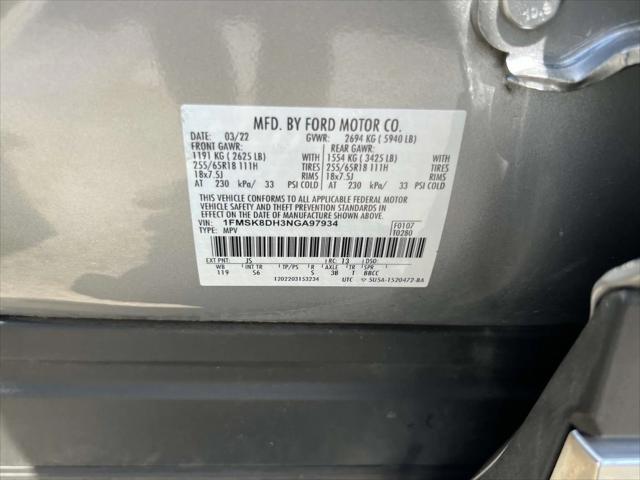 MFD. BY FORD MOTOR CO.
DATE: 03/22 GVWR: 2694 KG (5940 LB)
FRONT GAWR: REAR GAWR:
1191 KG (2625 LB) WITH 1554 KG (3425 LB) WITH
255/65R18 111H TIRES 255/65R18 111H TIRES
18x7.5J RIMS 18x7.5J RIMS
AT 230 kPa/ 33 PSI COLD AT 230 kPa/ 33 PSI COLD
THIS VEHICLE CONFORMS TO ALL APPLICABLE FEDERAL MOTOR
VEHICLE SAFETY AND THEFT PREVENTION STANDARDS IN
EFFECT ON THE DATE OF MANUFACTURE SHOWN ABOVE.
VIN: 1FMSK8DH3NGA97934 F0107
TYPE: MPV T0280
EXT PNT: JS RC: 13 DSO:
WB INT TR TP/PS R AXLE TR SPR
119 S6 S 3B T BBCC
T202203153234 UTC SU5A-1520472-BA